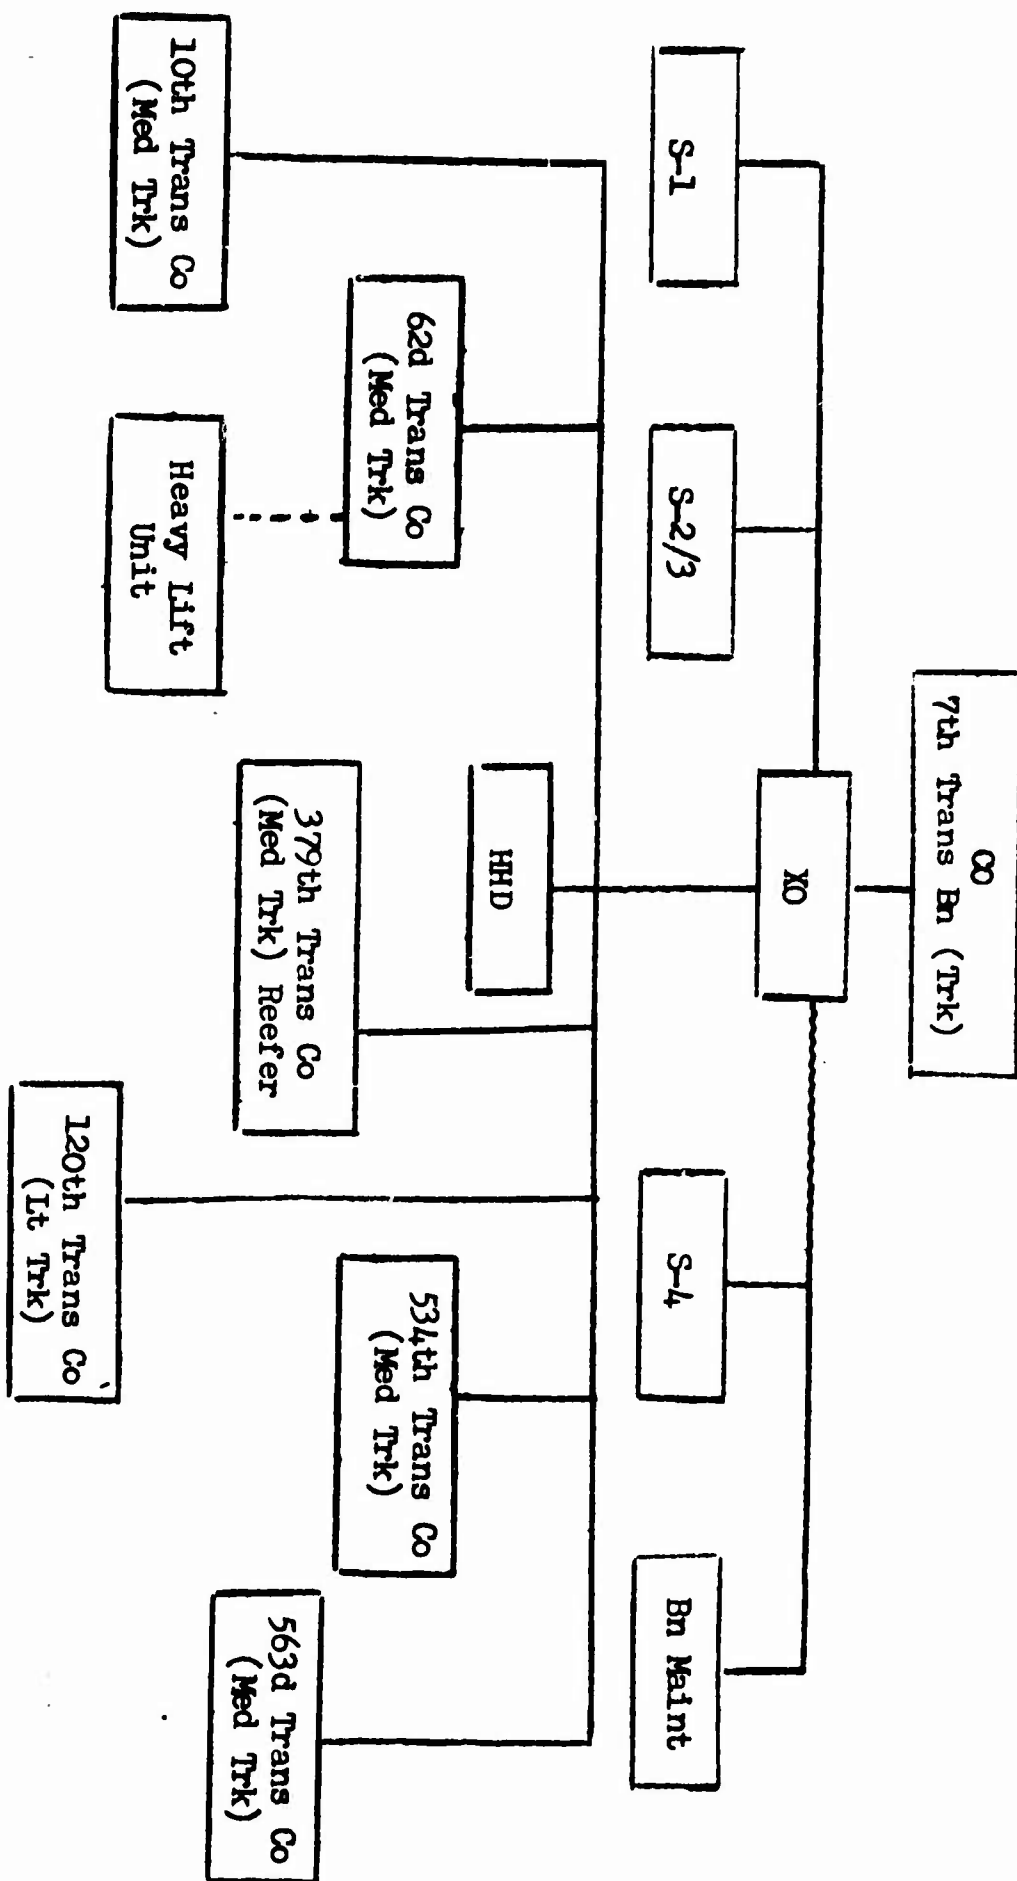 CO
7th Trans Bn (Trk)
XO
S-1
S-2/3
S-4
Bn Maint
HHD
10th Trans Co
(Med Trk)
62d Trans Co
(Med Trk)
Heavy Lift
Unit
379th Trans Co
(Med Trk) Reefer
120th Trans Co
(Lt Trk)
534th Trans Co
(Med Trk)
563d Trans Co
(Med Trk)